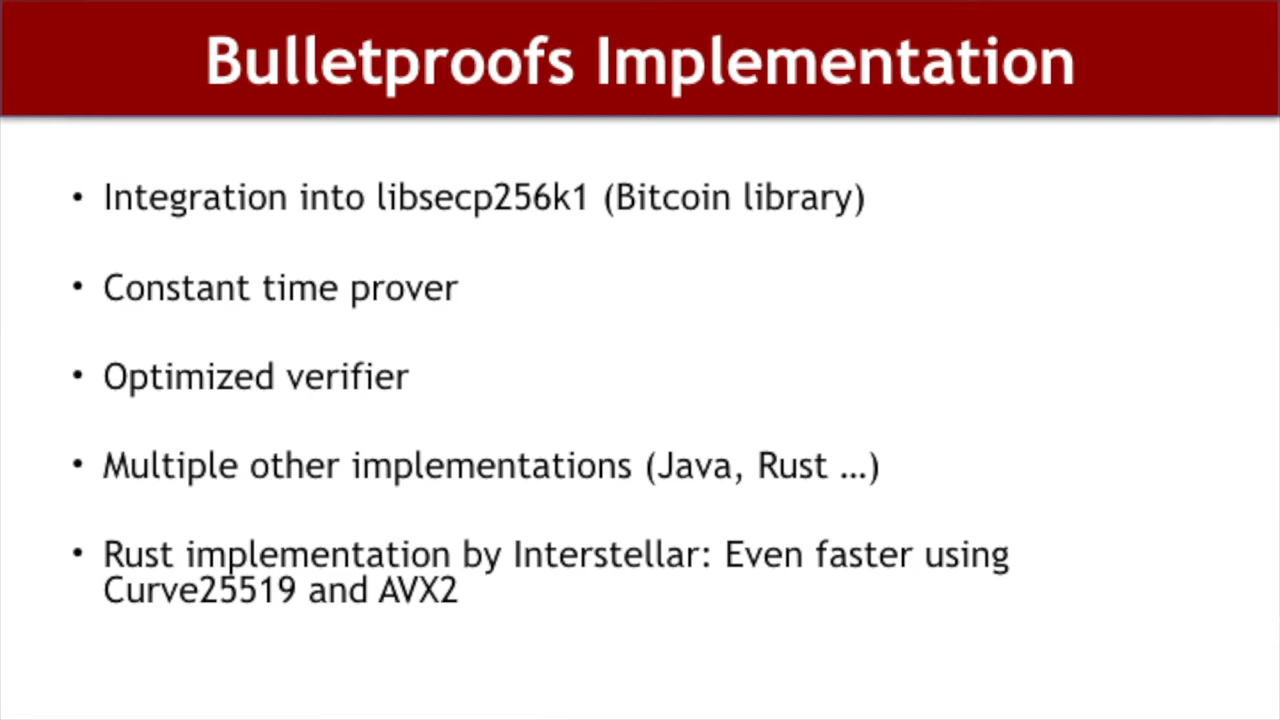 Bulletproofs Implementation
• Integration into libsecp256k1 (Bitcoin library)
• Constant time prover
• Optimized verifier
• Multiple other implementations (Java, Rust …)
• Rust implementation by Interstellar: Even faster using
Curve25519 and AVX2